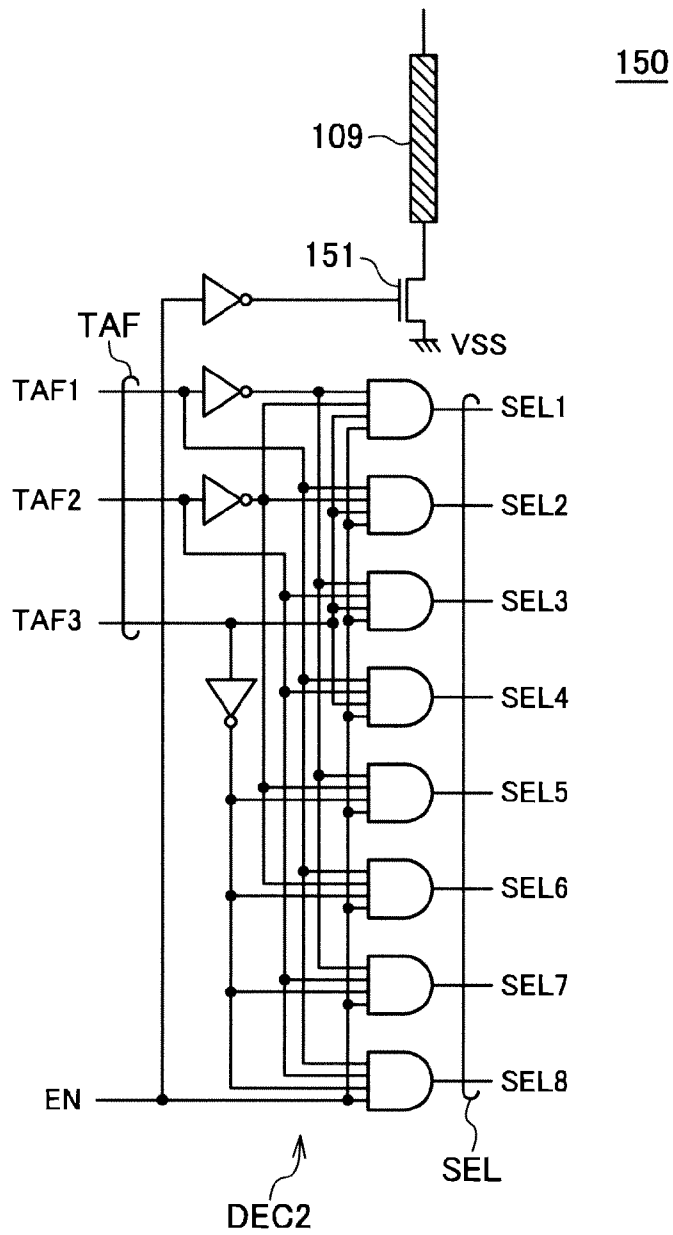 150
109
151
VSS
TAF
TAF1
SEL1
TAF2
SEL2
TAF3
SEL3
SEL4
SEL5
SEL6
SEL7
EN
SEL8
SEL
DEC2